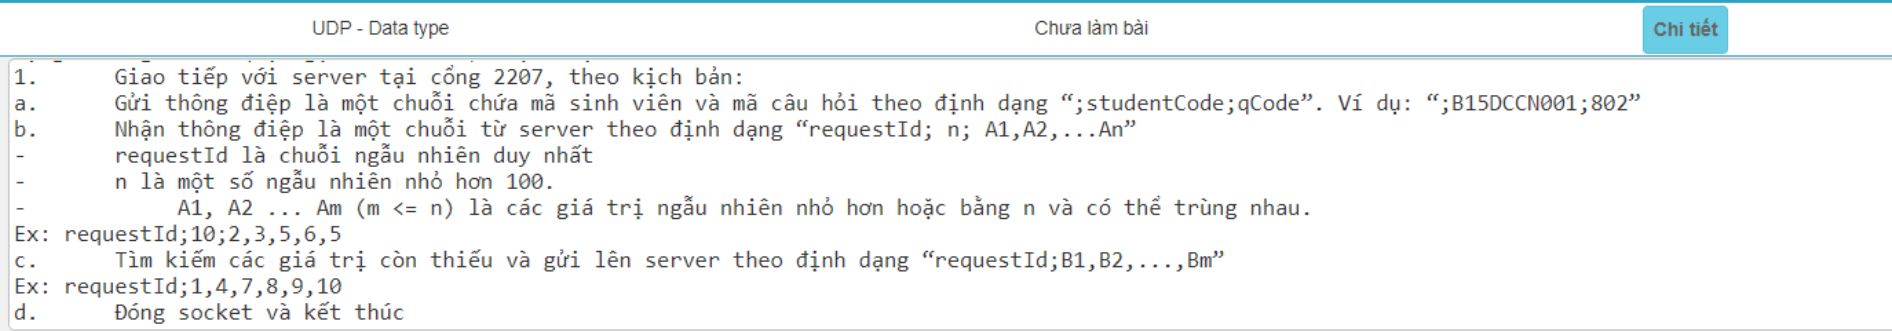 UDP - Data type Chưa làm bài Chi tiết
1. Giao tiếp với server tại cổng 2207, theo kịch bản:
a. Gửi thông điệp là một chuỗi chứa mã sinh viên và mã câu hỏi theo định dạng “;studentCode;qCode”. Ví dụ: “;B15DCCN001;802”
b. Nhận thông điệp là một chuỗi từ server theo định dạng “requestId; n; A1,A2,...An”
- requestId là chuỗi ngẫu nhiên duy nhất
- n là một số ngẫu nhiên nhỏ hơn 100.
- A1, A2 ... Am (m <= n) là các giá trị ngẫu nhiên nhỏ hơn hoặc bằng n và có thể trùng nhau.
Ex: requestId;10;2,3,5,6,5
c. Tìm kiếm các giá trị còn thiếu và gửi lên server theo định dạng “requestId;B1,B2,...,Bm”
Ex: requestId;1,4,7,8,9,10
d. Đóng socket và kết thúc